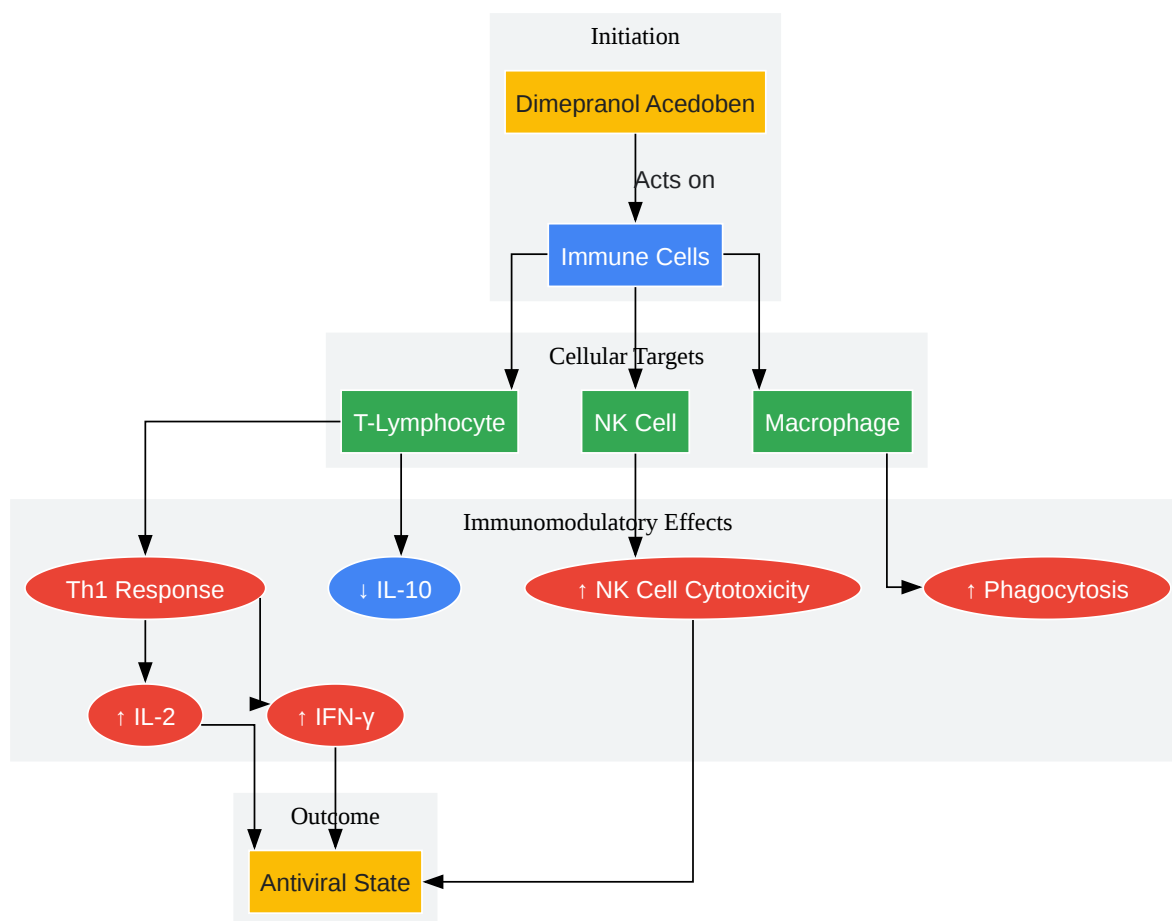 Initiation
Dimepranol Acedoben
Acts on
Immune Cells
Cellular Targets
T-Lymphocyte
NK Cell
Macrophage
Immunomodulatory Effects
Th1 Response
↓ IL-10
↑ NK Cell Cytotoxicity
↑ Phagocytosis
↑ IL-2
↑ IFN-γ
Outcome
Antiviral State